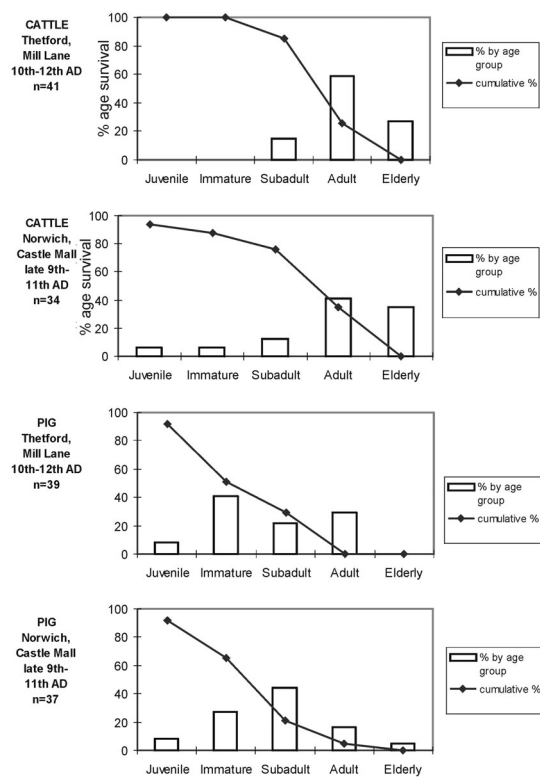 CATTLE
Thetford,
Mill Lane
10th-12th AD
n=41
% age survival
100
80
60
40
20
0
Juvenile Immature Subadult Adult Elderly
% by age
group
cumulative %
CATTLE
Norwich,
Castle Mall
late 9th-
11th AD
n=34
% age survival
100
80
60
40
20
0
Juvenile Immature Subadult Adult Elderly
% by age
group
cumulative %
PIG
Thetford,
Mill Lane
10th-12th AD
n=39
100
80
60
40
20
0
Juvenile Immature Subadult Adult Elderly
% by age
group
cumulative %
PIG
Norwich,
Castle Mall
late 9th-
11th AD
n=37
100
80
60
40
20
0
Juvenile Immature Subadult Adult Elderly
% by age
group
cumulative %